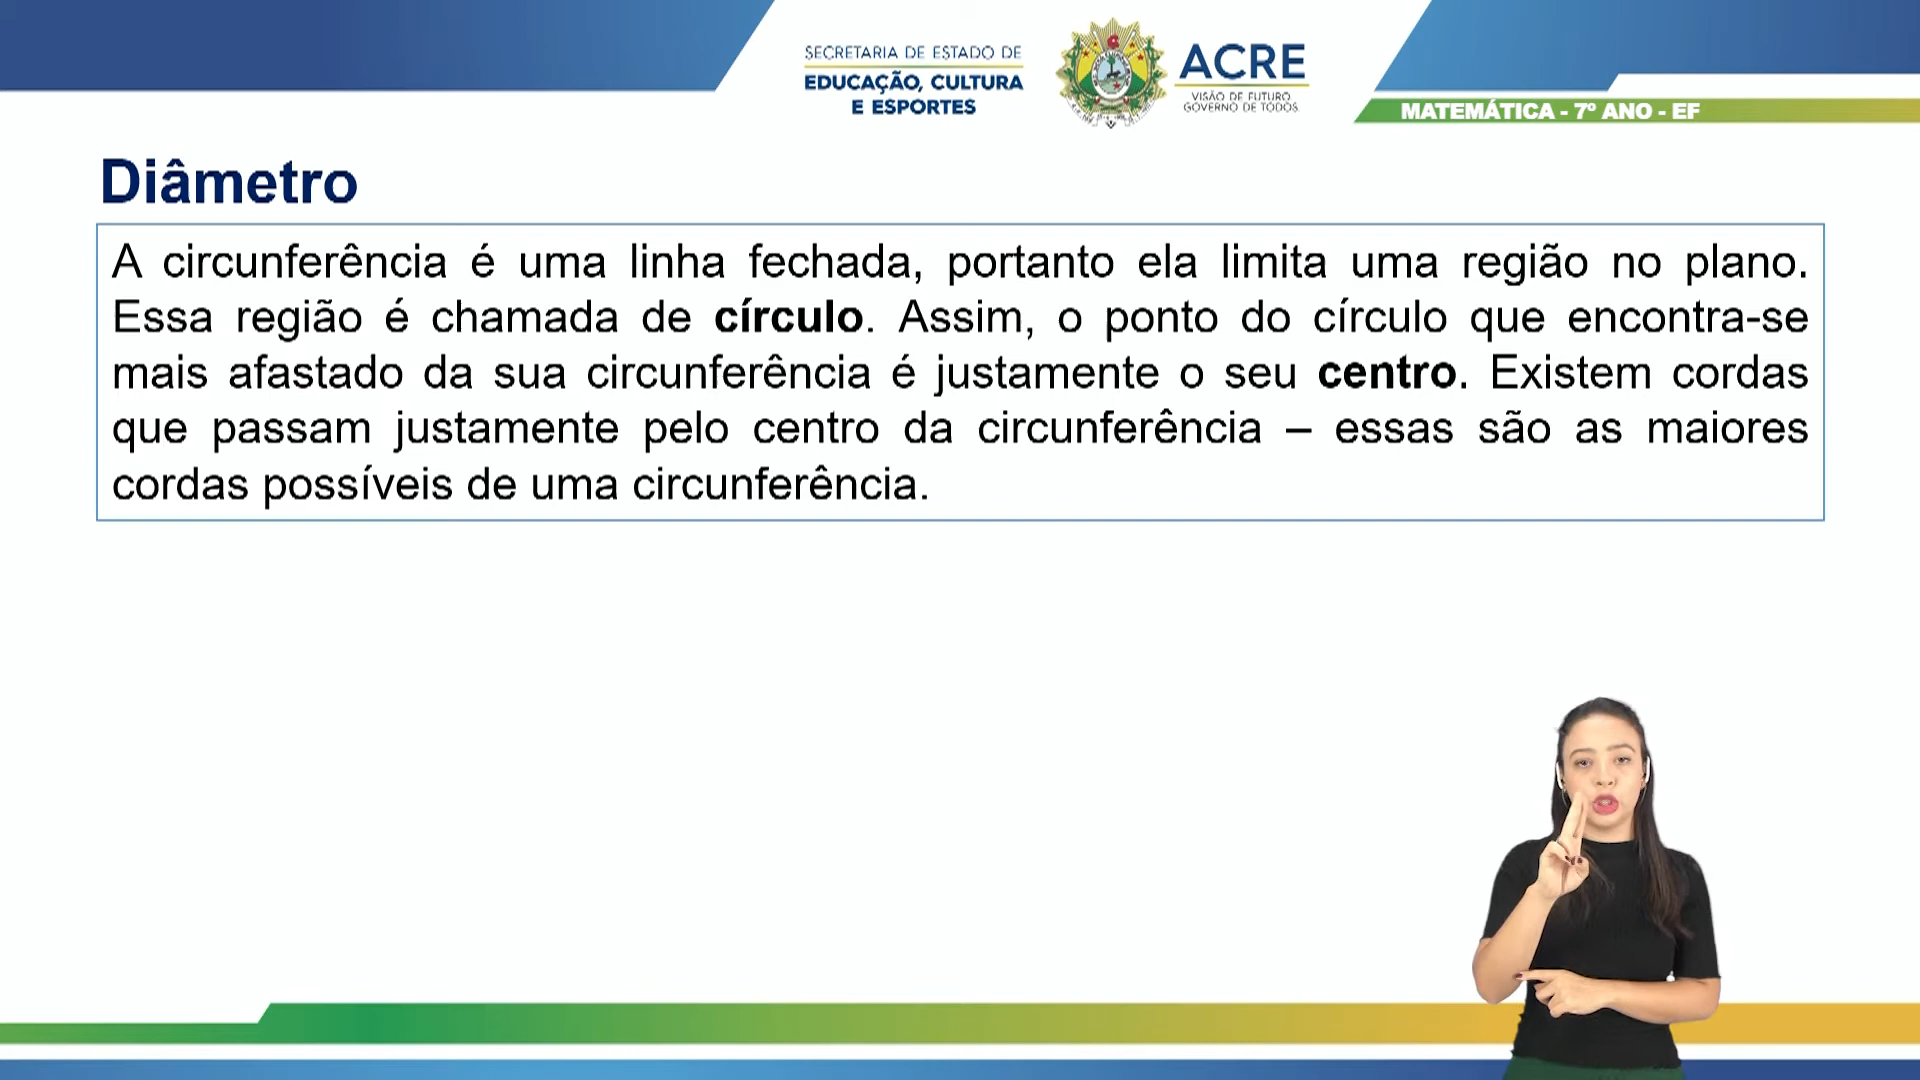 SECRETARIA DE ESTADO DE
EDUCAÇÃO, CULTURA
E ESPORTES
ACRE
VISÃO DE FUTURO.
GOVERNO DE TODOS.
MATEMÁTICA - 7º ANO - EF
Diâmetro
A circunferência é uma linha fechada, portanto ela limita uma região no plano.
Essa região é chamada de círculo. Assim, o ponto do círculo que encontra-se
mais afastado da sua circunferência é justamente o seu centro. Existem cordas
que passam justamente pelo centro da circunferência – essas são as maiores
cordas possíveis de uma circunferência.